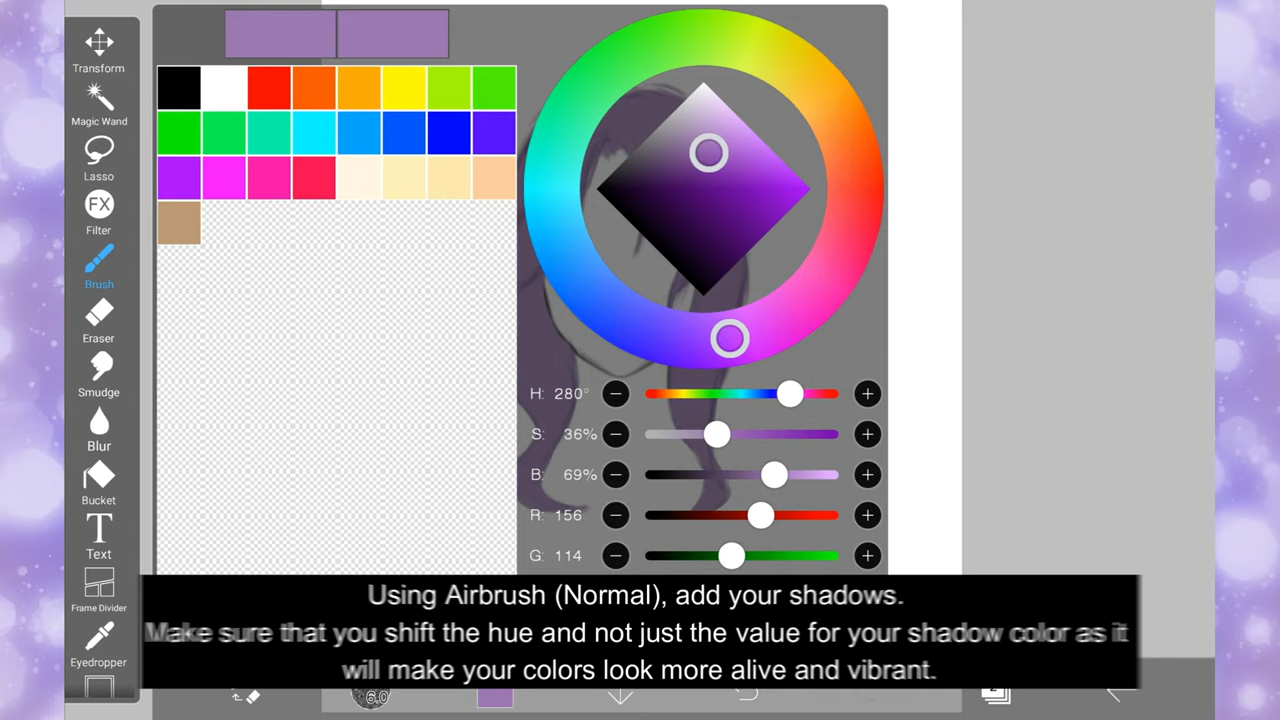 Transform
Magic Wand
Lasso
FX
Filter
Brush
Eraser
Smudge
Blur
Bucket
T
Text
Frame Divider
Eyedropper
H: 280°
S: 36%
B: 69%
R: 156
G: 114
Using Airbrush (Normal), add your shadows.
Make sure that you shift the hue and not just the value for your shadow color as it
will make your colors look more alive and vibrant.
6.0
2